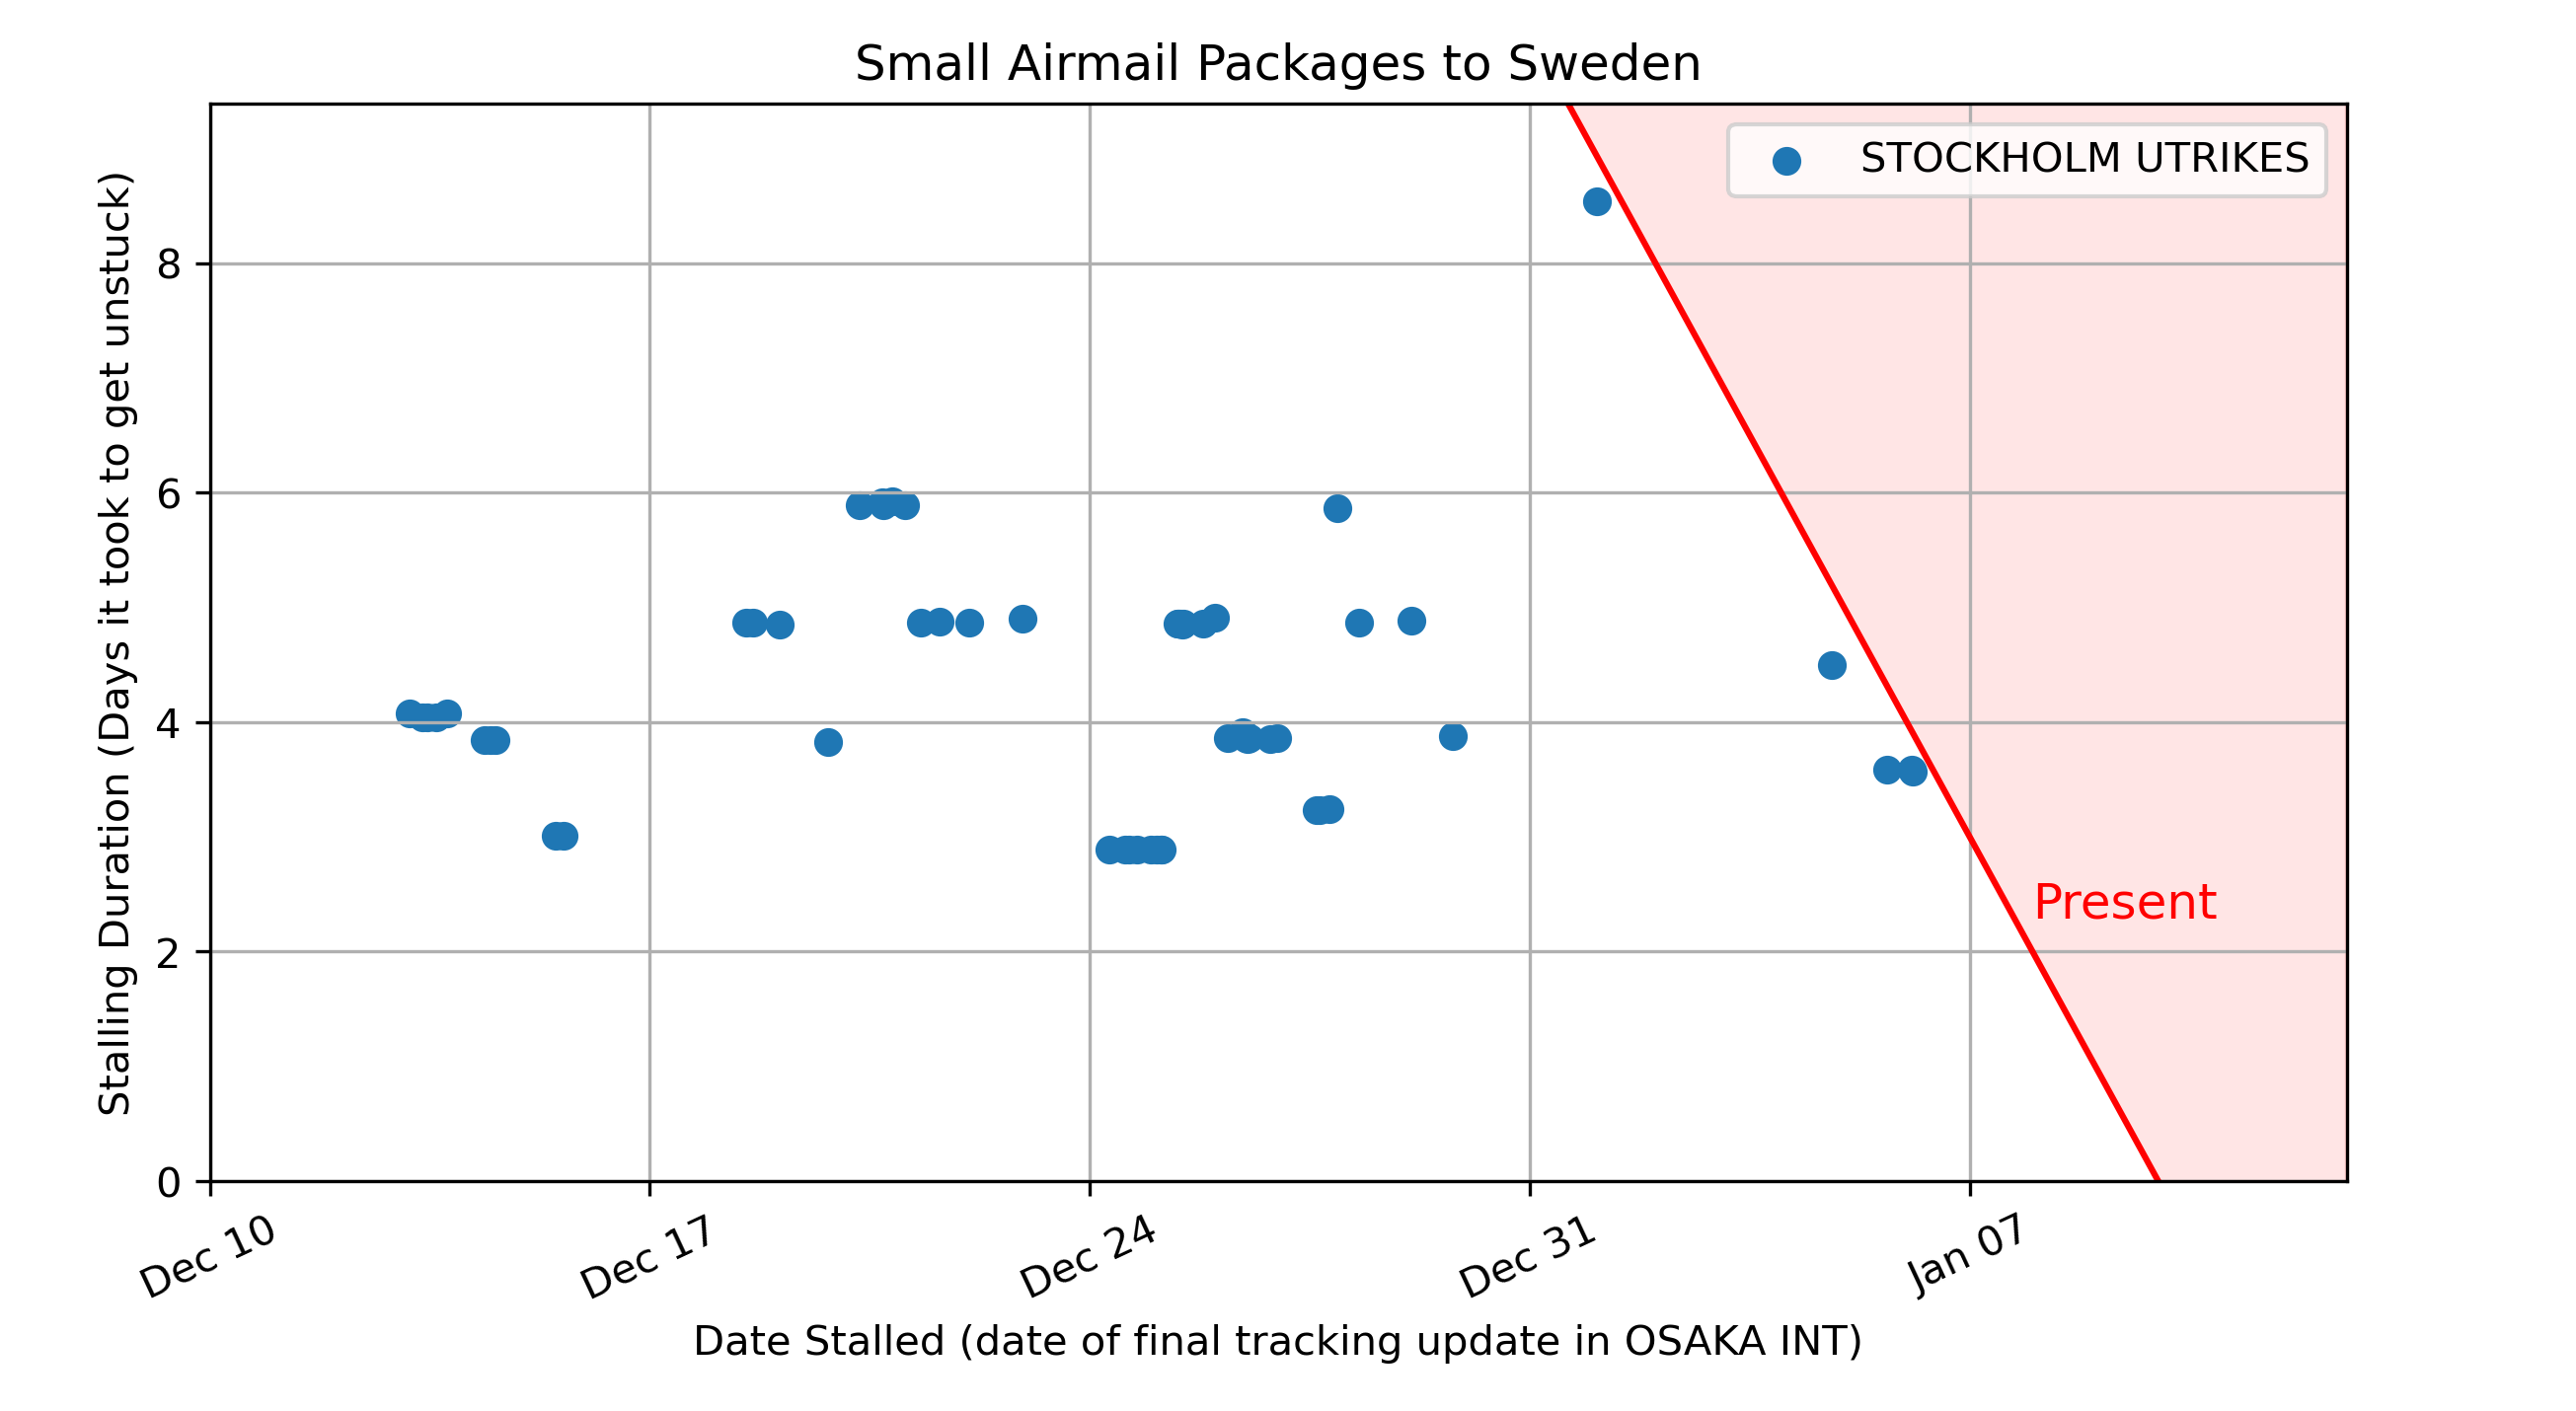 Small Airmail Packages to Sweden
STOCKHOLM UTRIKES
Stalling Duration (Days it took to get unstuck)
8
6
4
2
0
Present
Dec 10
Dec 17
Dec 24
Dec 31
Jan 07
Date Stalled (date of final tracking update in OSAKA INT)